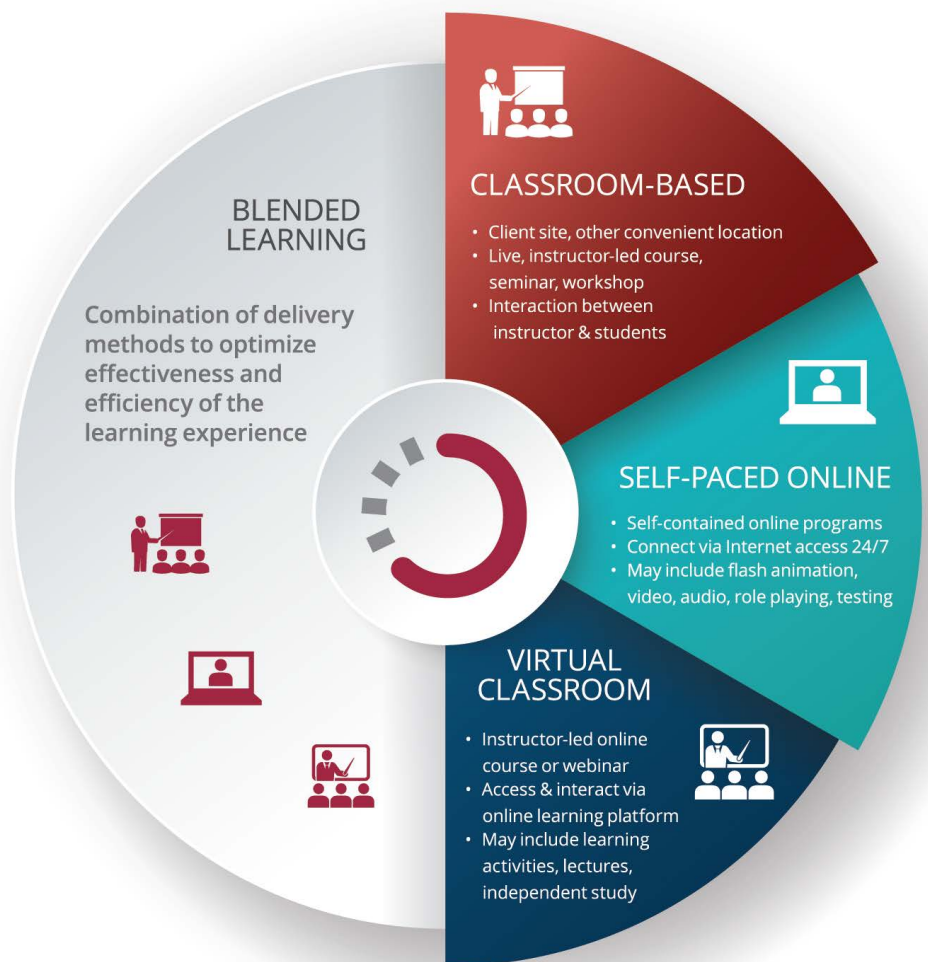 BLENDED
LEARNING
Combination of delivery
methods to optimize
effectiveness and
efficiency of the
learning experience
CLASSROOM-BASED
• Client site, other convenient location
• Live, instructor-led course,
seminar, workshop
• Interaction between
instructor & students
SELF-PACED ONLINE
• Self-contained online programs
• Connect via Internet access 24/7
• May include flash animation,
video, audio, role playing, testing
VIRTUAL
CLASSROOM
• Instructor-led online
course or webinar
• Access & interact via
online learning platform
• May include learning
activities, lectures,
independent study